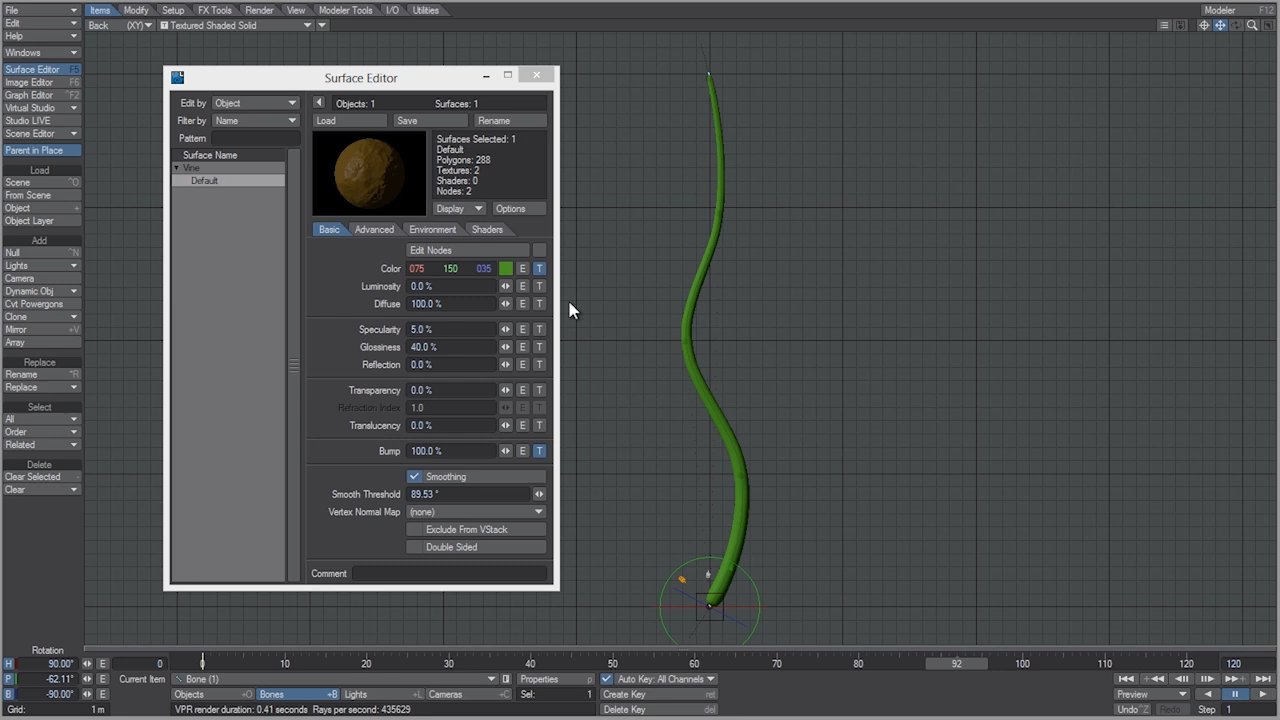 File Items Modify Setup FX Tools Render View Modeler Tools I/O Utilities Modeler F12
Edit Back (XY) T Textured Shaded Solid
Help
Windows
Surface Editor F5
Image Editor F6
Graph Editor ^F2
Virtual Studio
Studio LIVE
Scene Editor
Parent in Place
Load
Scene ^O
From Scene
Object +
Object Layer
Add
Null ^N
Lights
Camera
Dynamic Obj
Cvt Powergons
Clone
Mirror +V
Array
Replace
Rename ^R
Replace
Select
All
Order
Related
Delete
Clear Selected -
Clear
Surface Editor
Edit by Object
Filter by Name
Pattern
Surface Name
Vine
Default
Objects: 1 Surfaces: 1
Load Save Rename
Surfaces Selected: 1
Default
Polygons: 288
Textures: 2
Shaders: 0
Nodes: 2
Display Options
Basic Advanced Environment Shaders
Edit Nodes
Color 075 150 035 E T
Luminosity 0.0 % E T
Diffuse 100.0 % E T
Specularity 5.0 % E T
Glossiness 40.0 % E T
Reflection 0.0 % E T
Transparency 0.0 % E T
Refraction Index 1.0 E T
Translucency 0.0 % E T
Bump 100.0 % E T
Smoothing
Smooth Threshold 89.53 °
Vertex Normal Map (none)
Exclude From VStack
Double Sided
Comment
Rotation
H 90.00° E 0 0 10 20 30 40 50 60 70 80 92 100 110 120 120
P -62.11° E Current Item Bone (1) Properties p Auto Key: All Channels
B -90.00° E Objects +O Bones +B Lights +L Cameras +C Sel: 1 Create Key ret Preview
Grid: 1 m VPR render duration: 0.41 seconds Rays per second: 435629 Delete Key del Undo ^Z Redo Step 1